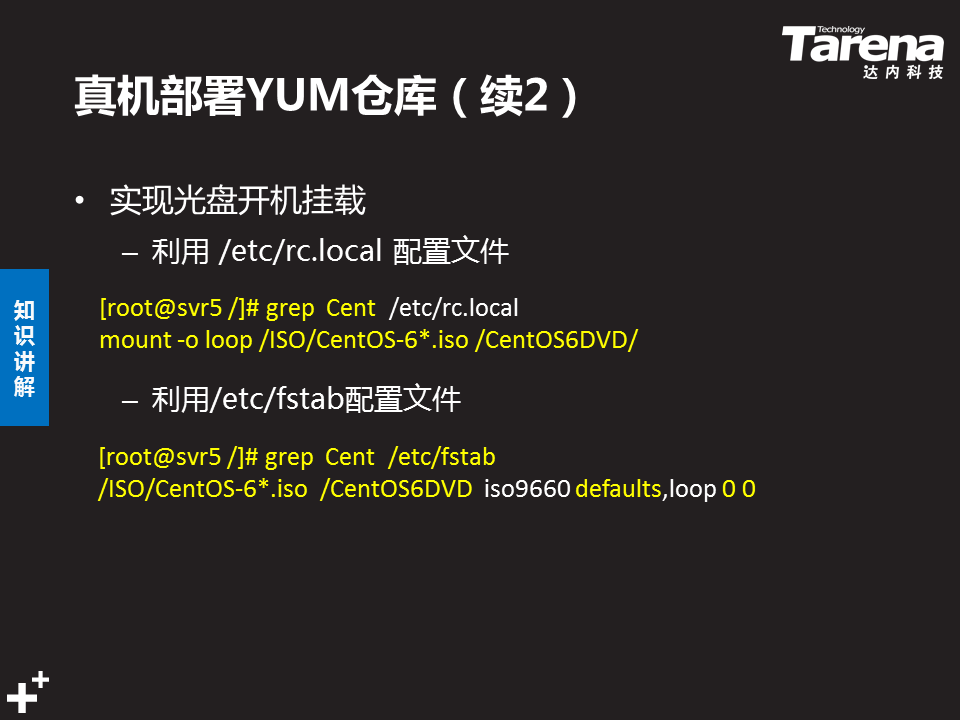 Technology
Tarena
达内科技
真机部署YUM仓库（续2）
• 实现光盘开机挂载
– 利用 /etc/rc.local 配置文件
[root@svr5 /]# grep  Cent  /etc/rc.local
mount -o loop /ISO/CentOS-6*.iso /CentOS6DVD/
– 利用/etc/fstab配置文件
[root@svr5 /]# grep  Cent  /etc/fstab
/ISO/CentOS-6*.iso  /CentOS6DVD  iso9660 defaults,loop 0 0
知识讲解